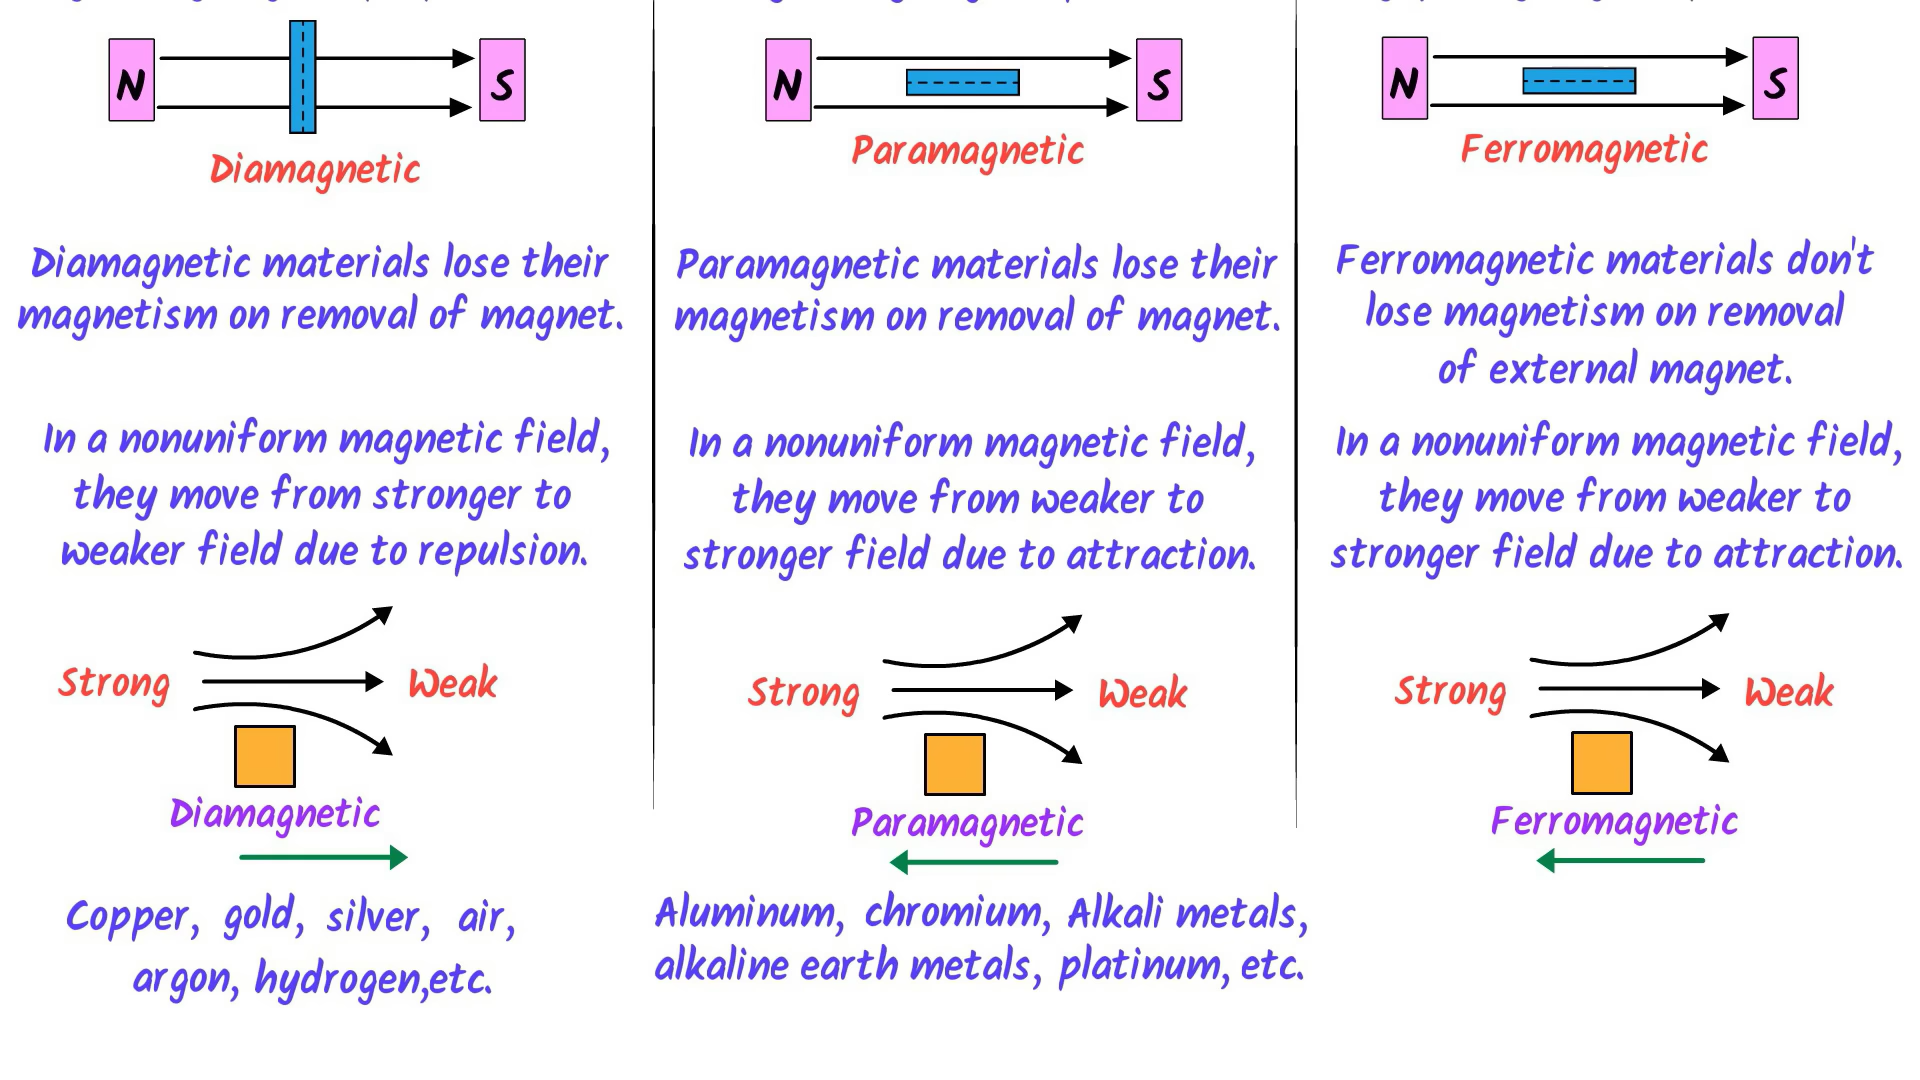 N
S
Diamagnetic
Diamagnetic materials lose their
magnetism on removal of magnet.
In a nonuniform magnetic field,
they move from stronger to
weaker field due to repulsion.
Strong
Weak
Diamagnetic
Copper, gold, silver, air,
argon, hydrogen,etc.
N
S
Paramagnetic
Paramagnetic materials lose their
magnetism on removal of magnet.
In a nonuniform magnetic field,
they move from weaker to
stronger field due to attraction.
Strong
Weak
Paramagnetic
Aluminum, chromium, Alkali metals,
alkaline earth metals, platinum, etc.
N
S
Ferromagnetic
Ferromagnetic materials don't
lose magnetism on removal
of external magnet.
In a nonuniform magnetic field,
they move from weaker to
stronger field due to attraction.
Strong
Weak
Ferromagnetic